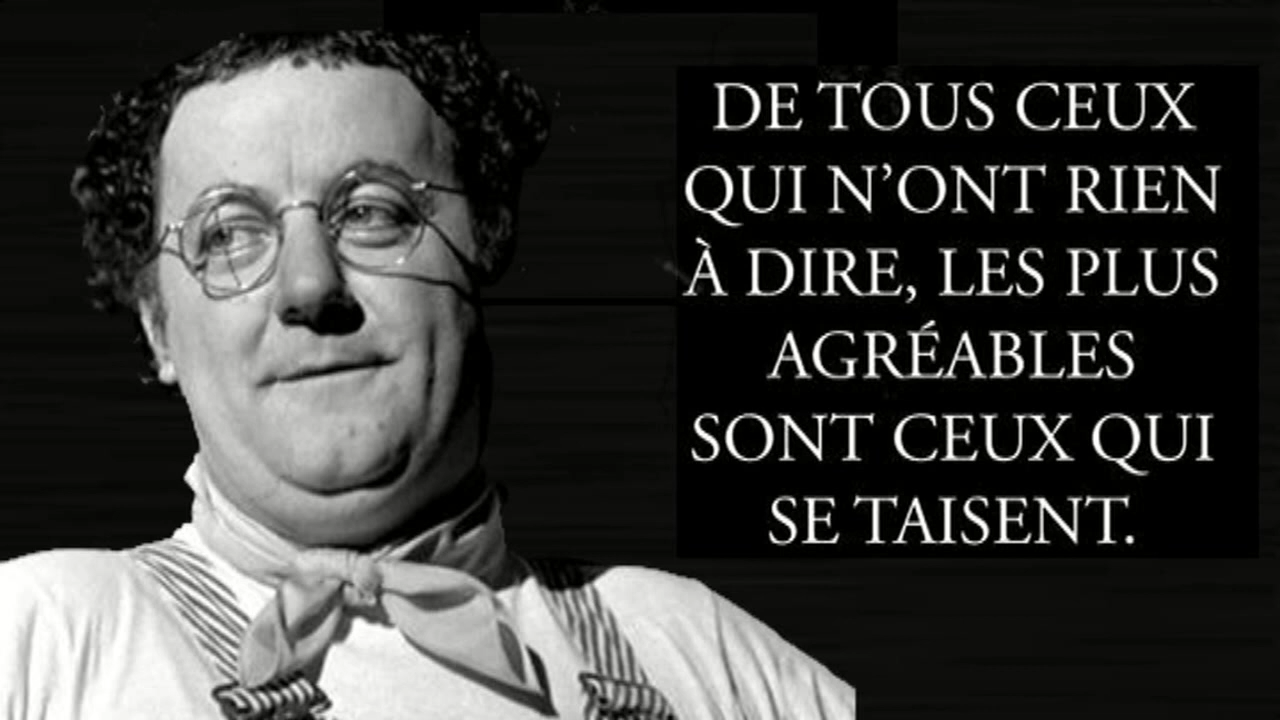 DE TOUS CEUX
QUI N’ONT RIEN
À DIRE, LES PLUS
AGRÉABLES
SONT CEUX QUI
SE TAISENT.